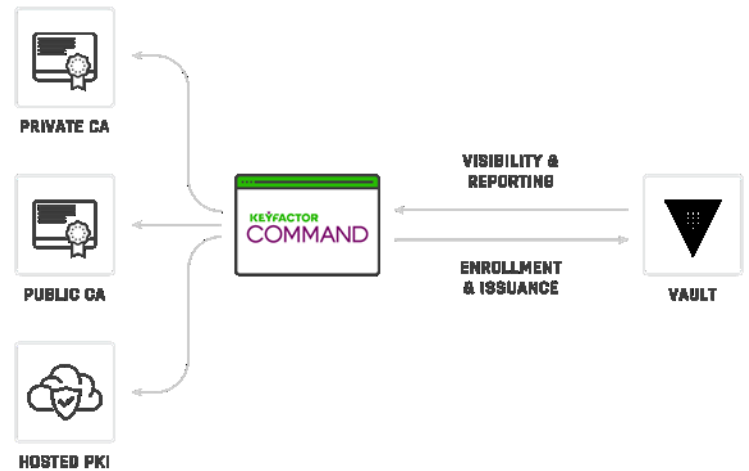 PRIVATE CA
PUBLIC CA
HOSTED PKI
KEYFACTOR
COMMAND
VISIBILITY &
REPORTING
ENROLLMENT
& ISSUANCE
VAULT